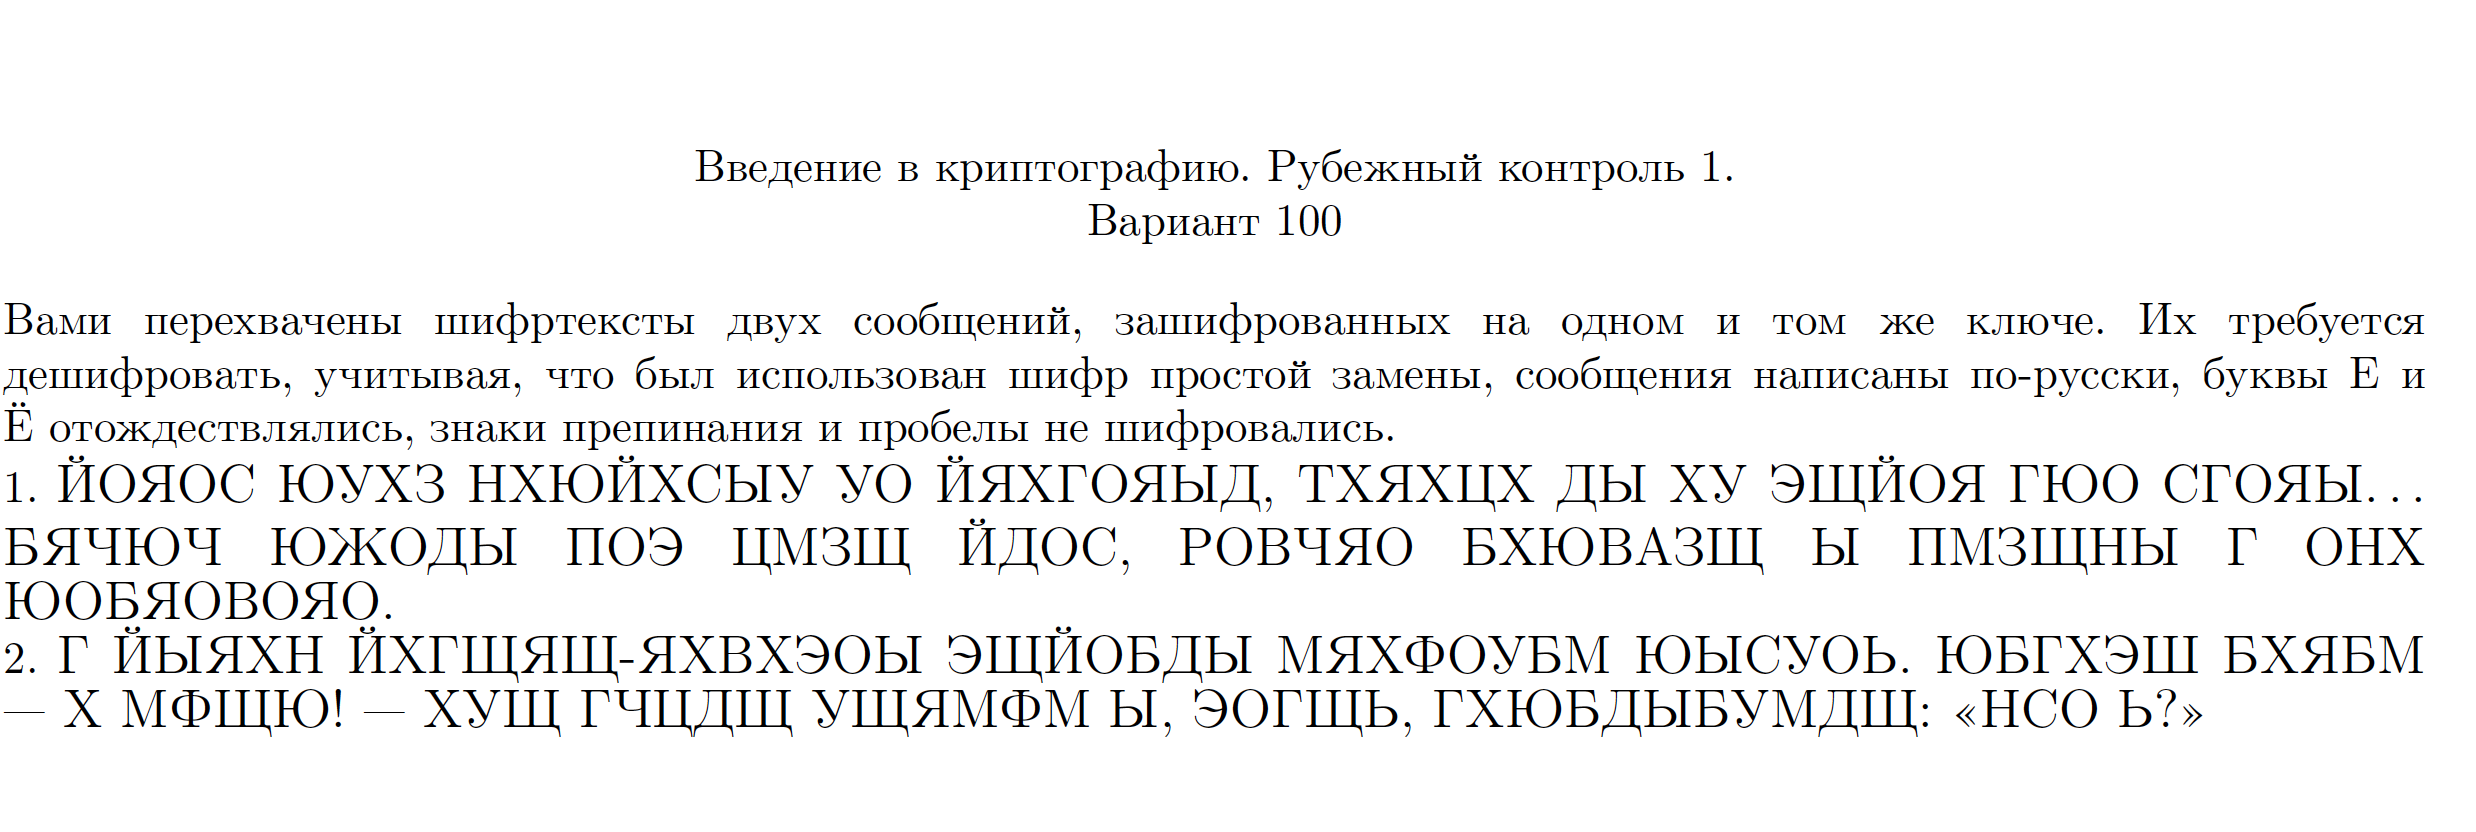 Введение в криптографию. Рубежный контроль 1.
Вариант 100
Вами перехвачены шифртексты двух сообщений, зашифрованных на одном и том же ключе. Их требуется
дешифровать, учитывая, что был использован шифр простой замены, сообщения написаны по-русски, буквы Е и
Ё отождествлялись, знаки препинания и пробелы не шифровались.
1. ЙОЯОС ЮУХЗ НХЮЙХСЫУ УО ЙЯХГОЯЫД, ТХЯХЦХ ДЫ ХУ ЭЩЙОЯ ГЮО СГОЯЫ...
БЯЧЮЧ ЮЖОДЫ ПОЭ ЦМЗЩ ЙДОС, РОВЧЯО БХЮВАЗЩ Ы ПМЗЩНЫ Г ОНХ
ЮОБЯОВОЯО.
2. Г ЙЫЯХН ЙХГЩЯЩ-ЯХВХЭОЫ ЭЩЙОБДЫ МЯХФОУБМ ЮЫСУОЬ. ЮБГХЭШ БХЯБМ
— Х МФЩЮ! — ХУЩ ГЧЦДЩ УЩЯМФМ Ы, ЭОГЩЬ, ГХЮБДЫБУМДЩ: «НСО Ь?»